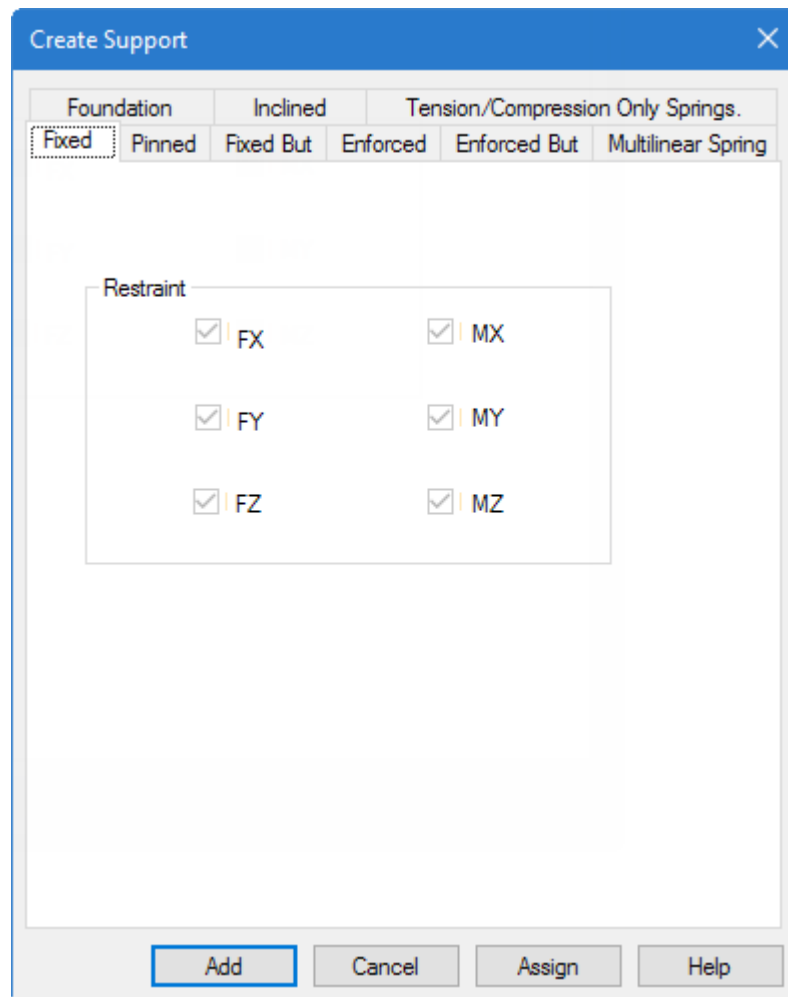 Create Support
Foundation Inclined Tension/Compression Only Springs.
Fixed Pinned Fixed But Enforced Enforced But Multilinear Spring
Restraint
FX MX
FY MY
FZ MZ
Add Cancel Assign Help